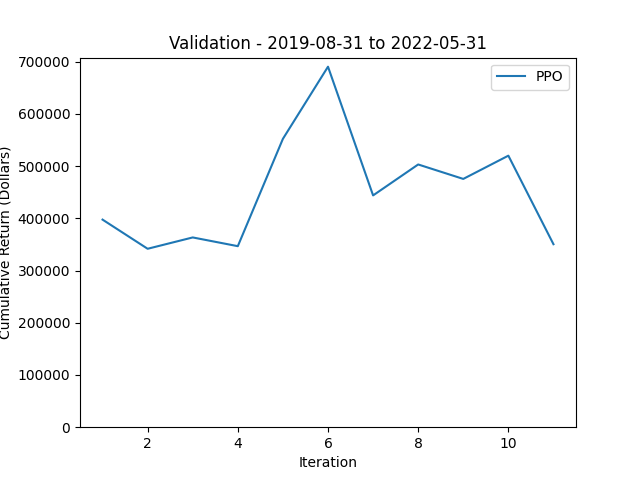 Validation - 2019-08-31 to 2022-05-31
PPO
Cumulative Return (Dollars)
700000
600000
500000
400000
300000
200000
100000
0
2 4 6 8 10
Iteration